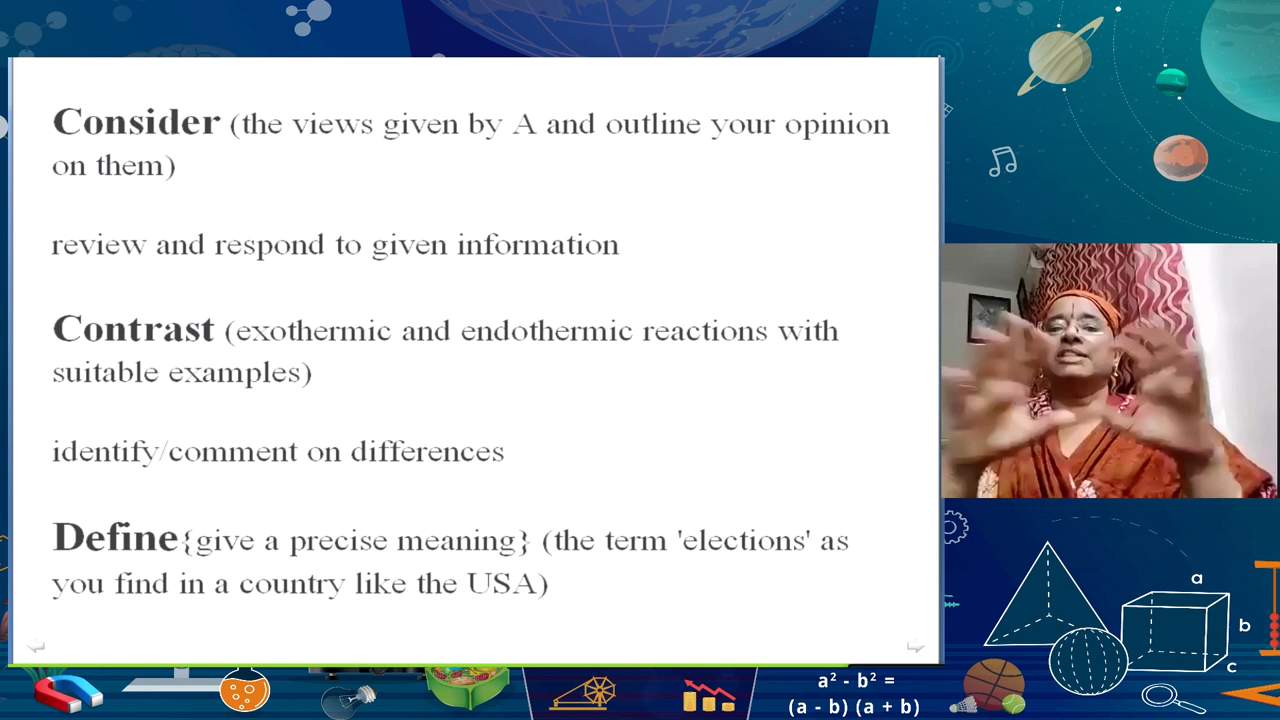 Consider (the views given by A and outline your opinion
on them)
review and respond to given information
Contrast (exothermic and endothermic reactions with
suitable examples)
identify/comment on differences
Define{give a precise meaning} (the term 'elections' as
you find in a country like the USA)
a
b
c
a² - b² =
(a - b) (a + b)